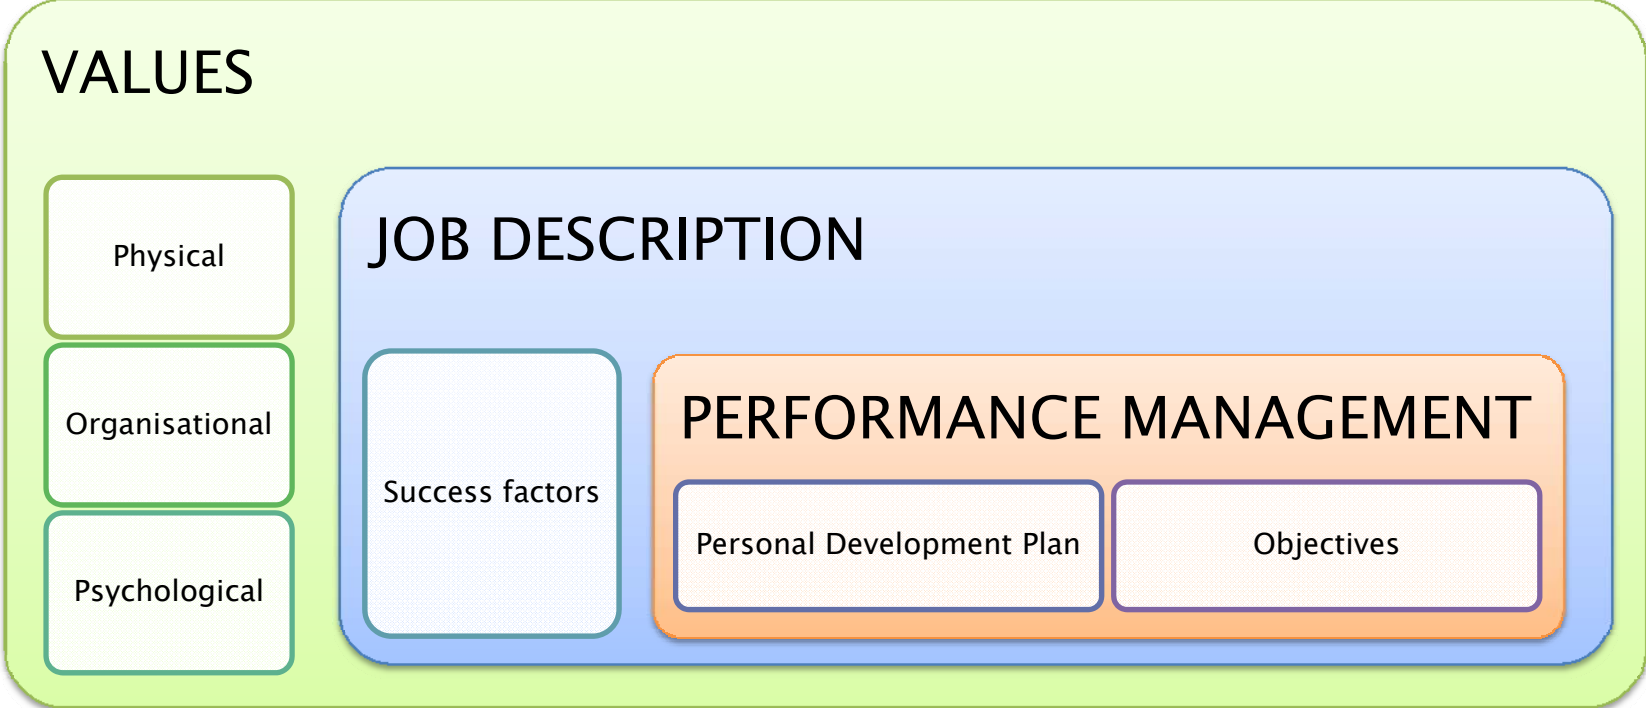 VALUES
Physical
Organisational
Psychological
JOB DESCRIPTION
Success factors
PERFORMANCE MANAGEMENT
Personal Development Plan
Objectives